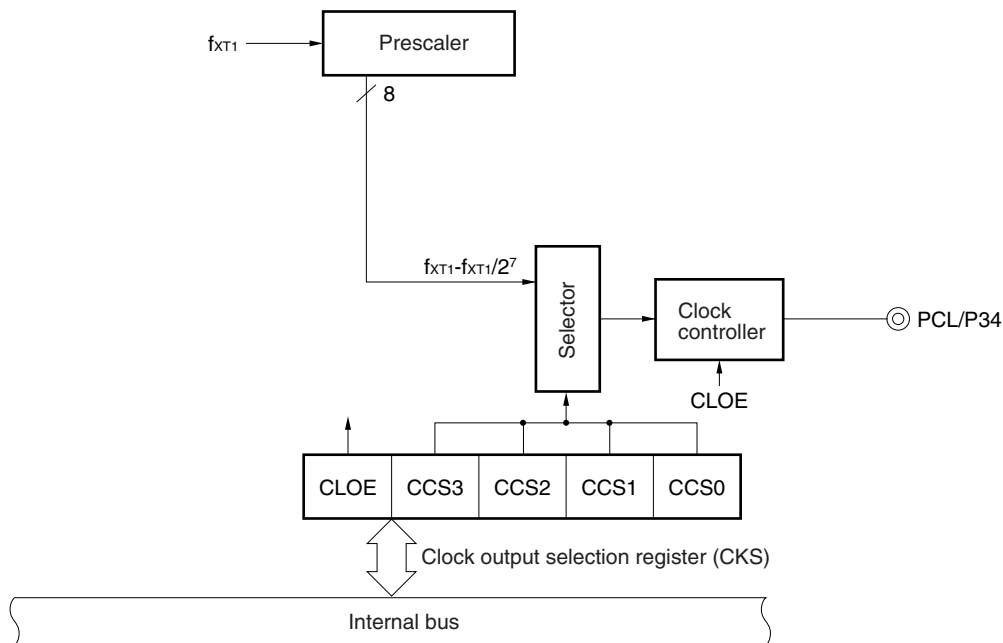 fXT1
Prescaler
8
fXT1-fXT1/2⁷
Selector
Clock
controller
PCL/P34
CLOE
CLOE CCS3 CCS2 CCS1 CCS0
Clock output selection register (CKS)
Internal bus